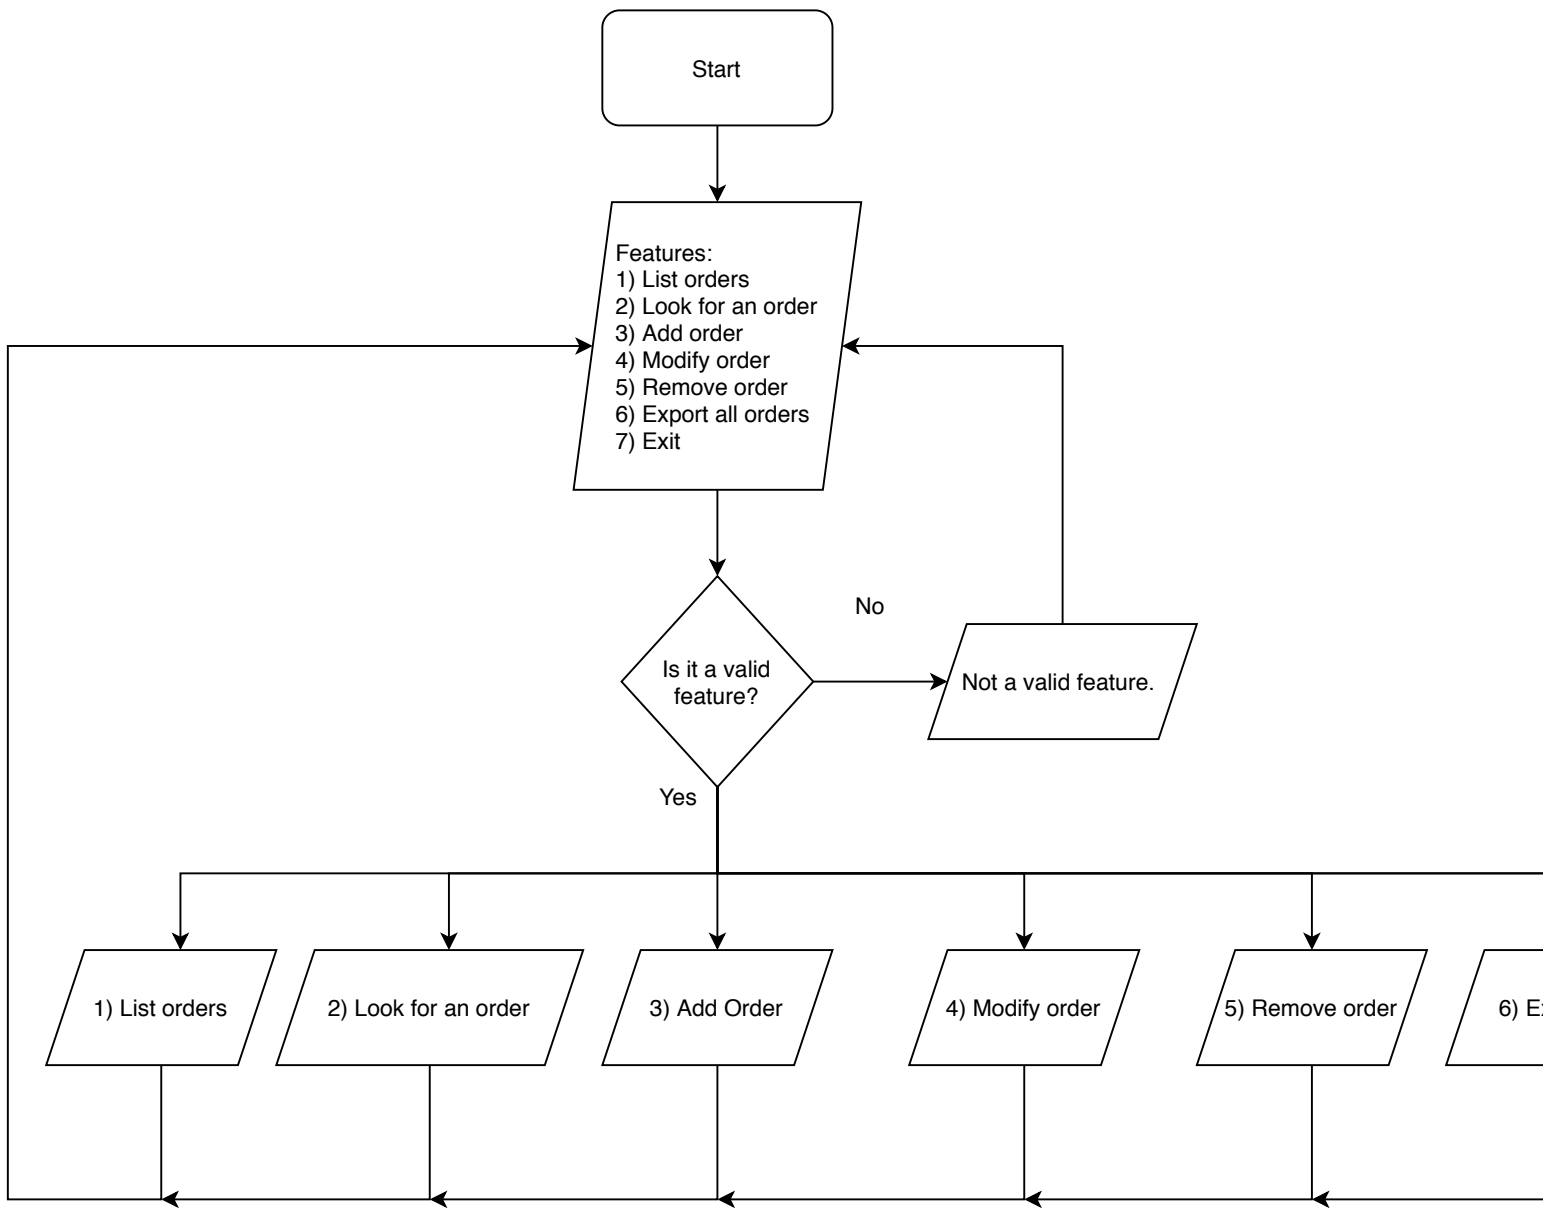 Start
Features:
1) List orders
2) Look for an order
3) Add order
4) Modify order
5) Remove order
6) Export all orders
7) Exit
No
Is it a valid
feature?
Not a valid feature.
Yes
1) List orders
2) Look for an order
3) Add Order
4) Modify order
5) Remove order
6)